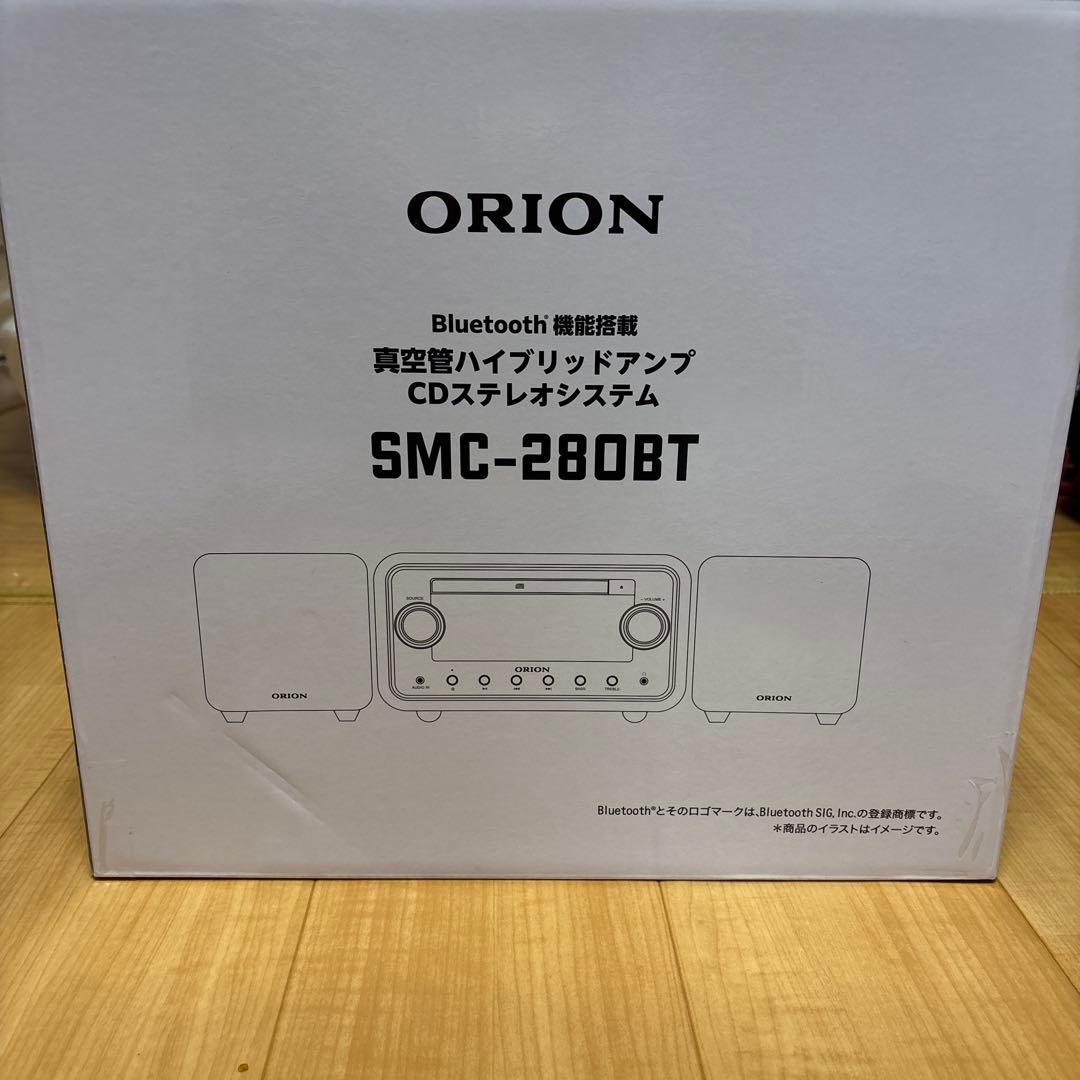 ORION
Bluetooth® 機能搭載
真空管ハイブリッドアンプ
CDステレオシステム
SMC-280BT
SOURCE
− VOLUME +
ORION
AUDIO IN
BASS
TREBLE
ORION
ORION
Bluetooth®とそのロゴマークは、Bluetooth SIG, Inc.の登録商標です。
＊商品のイラストはイメージです。